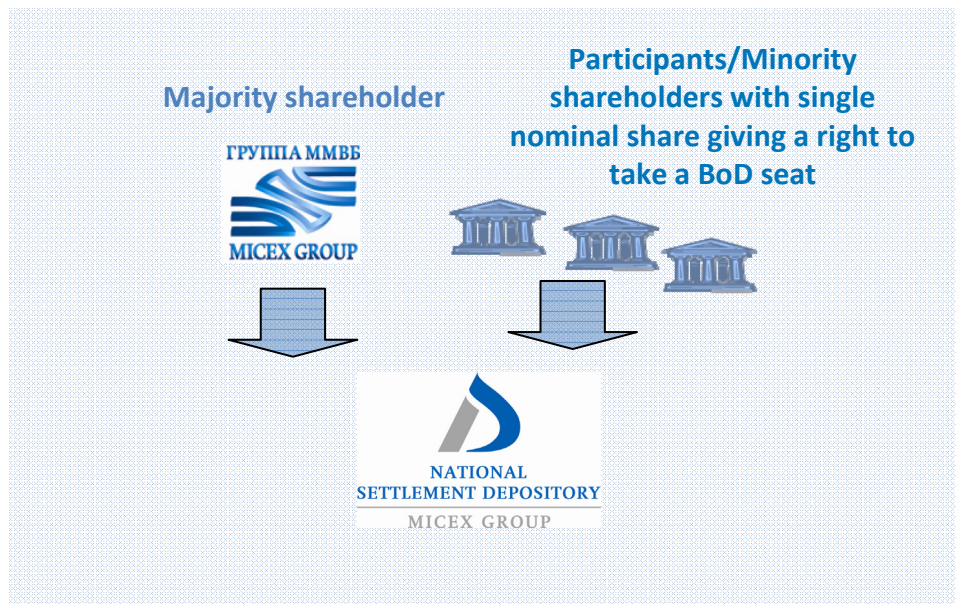 Majority shareholder
Participants/Minority
shareholders with single
nominal share giving a right to
take a BoD seat
ГРУППА ММВБ
MICEX GROUP
NATIONAL
SETTLEMENT DEPOSITORY
MICEX GROUP